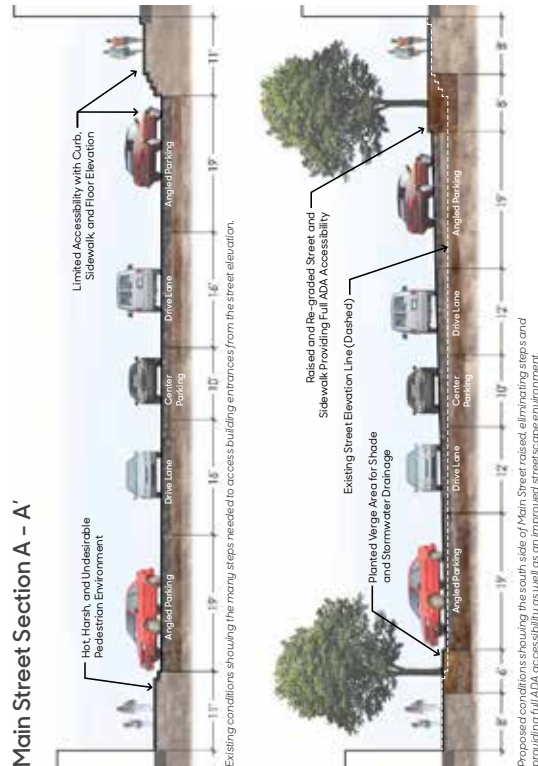 Main Street Section A - A'
Hot, Harsh, and Undesirable
Pedestrian Environment
Limited Accessibility with Curb,
Sidewalk, and Floor Elevation
Angled Parking
Drive Lane
Center
Parking
Drive Lane
Angled Parking
11'
19'
16'
10'
16'
19'
11'
Existing conditions showing the many steps needed to access building entrances from the street elevation.
Planted Verge Area for Shade
and Stormwater Drainage
Existing Street Elevation Line (Dashed)
Raised and Re-graded Street and
Sidewalk Providing Full ADA Accessibility
Angled Parking
Drive Lane
Center
Parking
Drive Lane
Angled Parking
8'
6'
19'
12'
10'
12'
19'
8'
8'
Proposed conditions showing the south side of Main Street raised, eliminating steps and
providing full ADA accessibility as well as an improved streetscape environment.